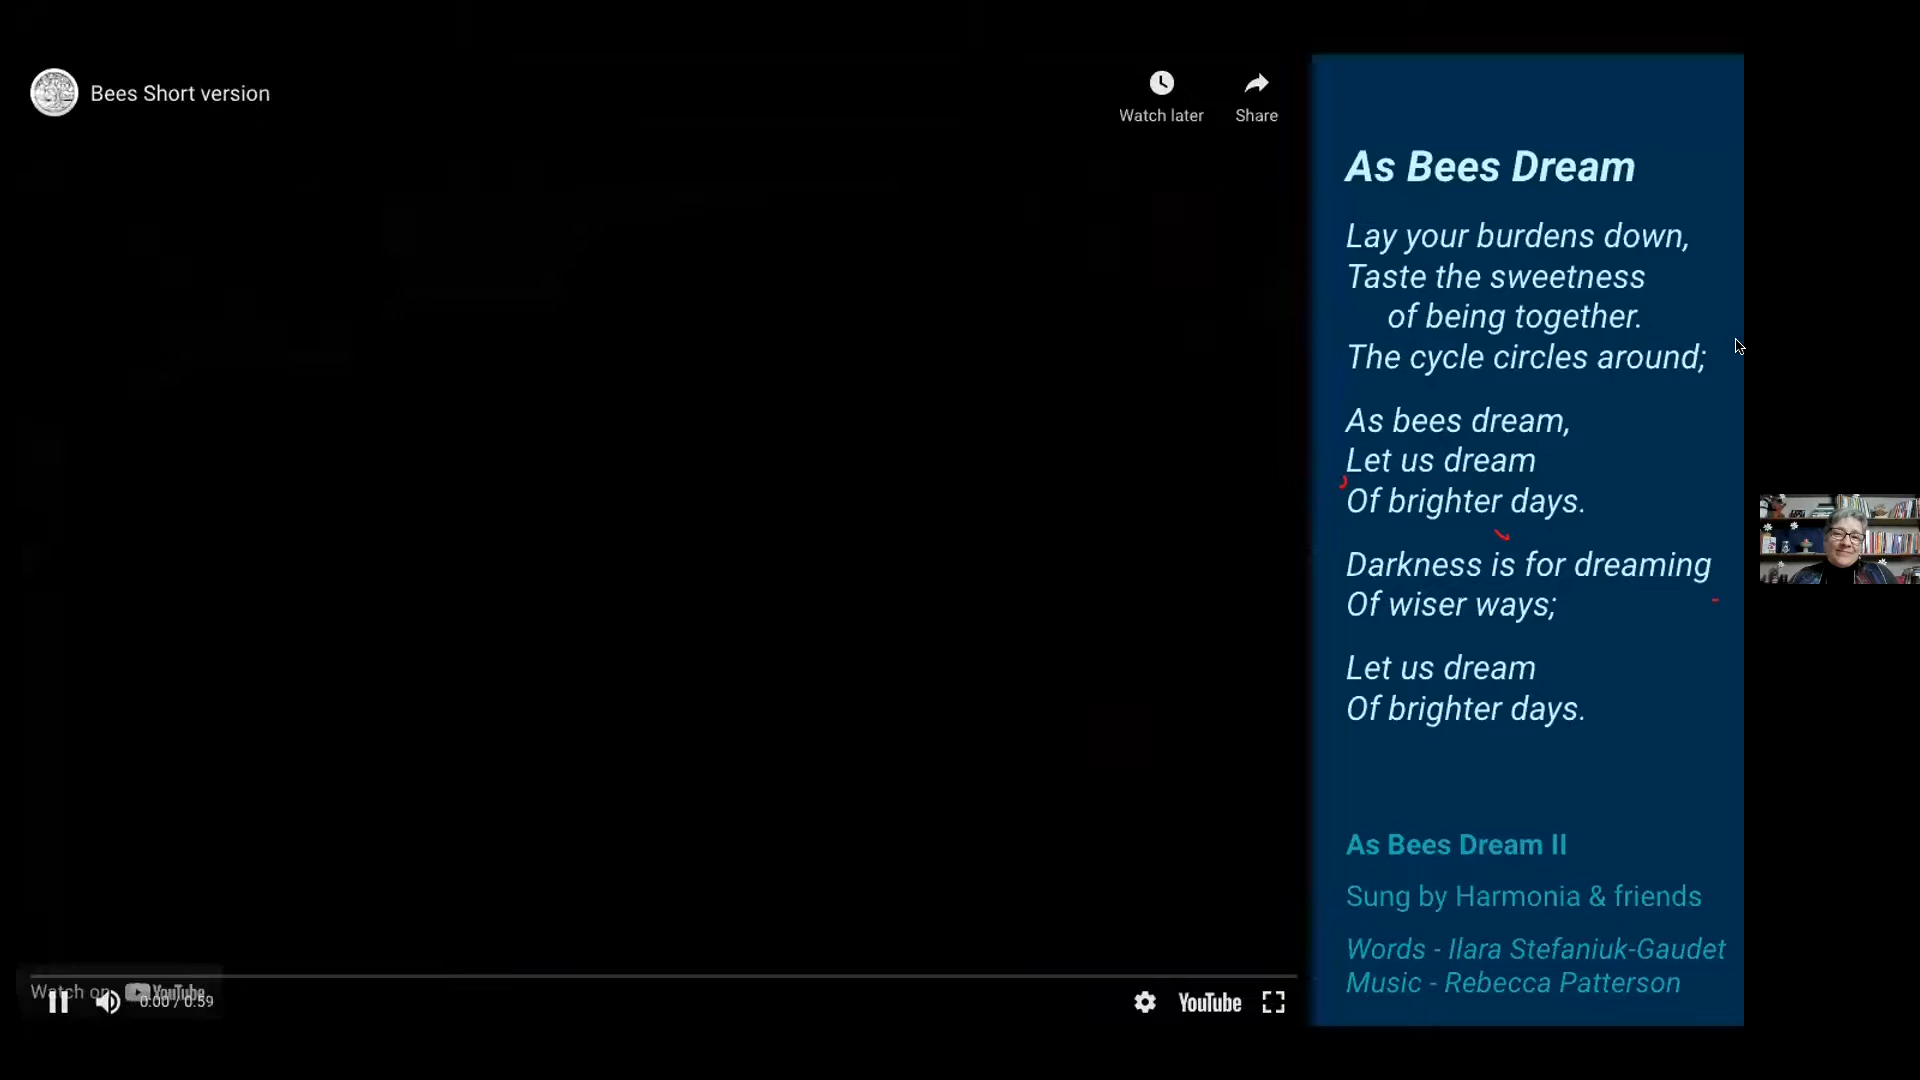 Bees Short version
Watch later
Share
As Bees Dream
Lay your burdens down,
Taste the sweetness
of being together.
The cycle circles around;
As bees dream,
Let us dream
Of brighter days.
Darkness is for dreaming
Of wiser ways;
Let us dream
Of brighter days.
As Bees Dream II
Sung by Harmonia & friends
Words - Ilara Stefaniuk-Gaudet
Music - Rebecca Patterson
Watch on YouTube
0:00 / 0:59
YouTube